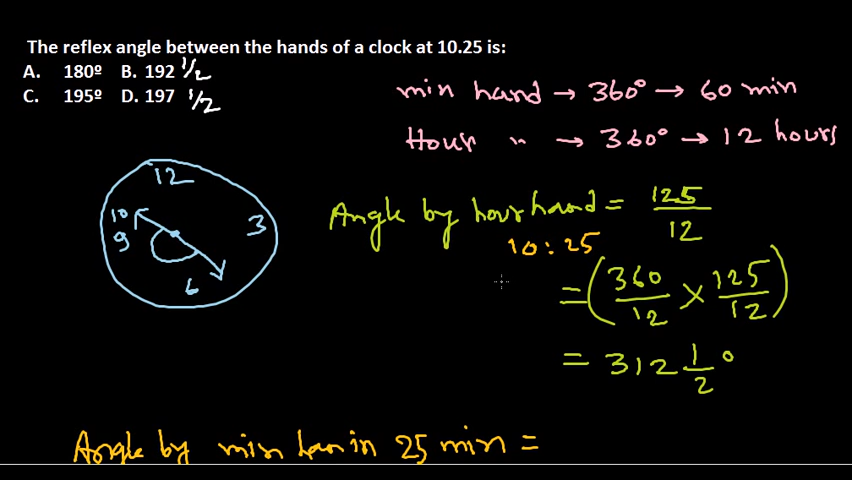 The reflex angle between the hands of a clock at 10.25 is:
A. 180º B. 192 1/2
C. 195º D. 197 1/2
min hand → 360° → 60 min
Hour " → 360° → 12 hours
12
10
9
3
6
Angle by hour hand = 125/12
10:25
= (360/12 × 125/12)
= 312 1/2 °
Angle by min han in 25 min =